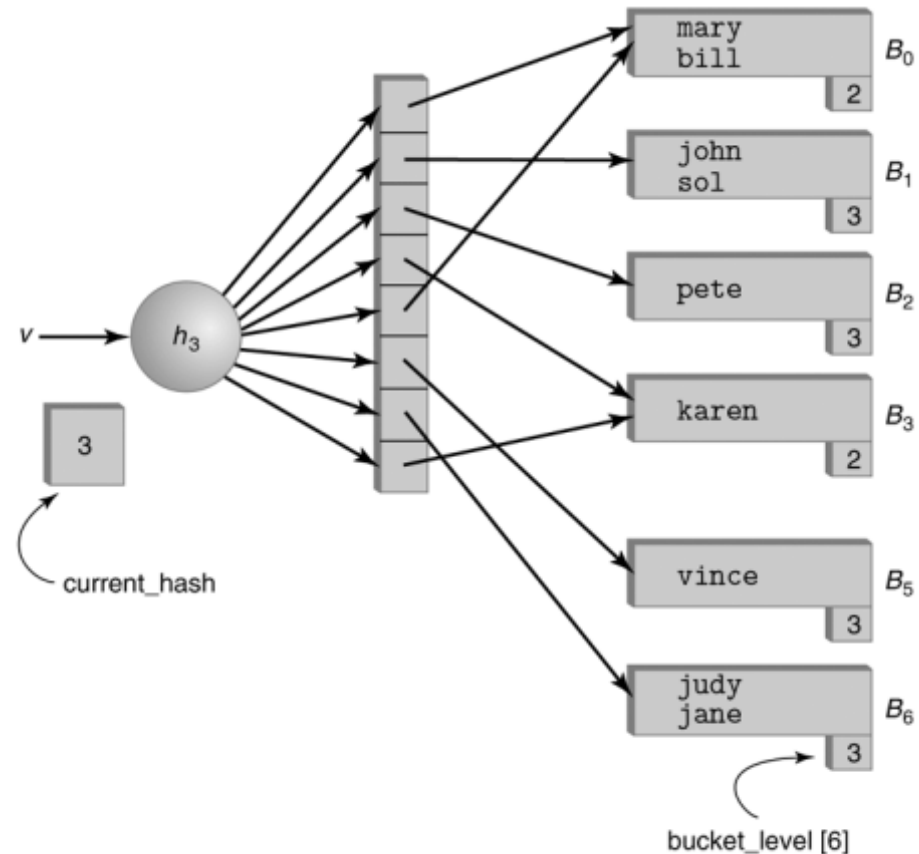 mary
bill
B₀
2
john
sol
B₁
3
pete
B₂
3
v
h₃
karen
B₃
2
3
current_hash
vince
B₅
3
judy
jane
B₆
3
bucket_level [6]